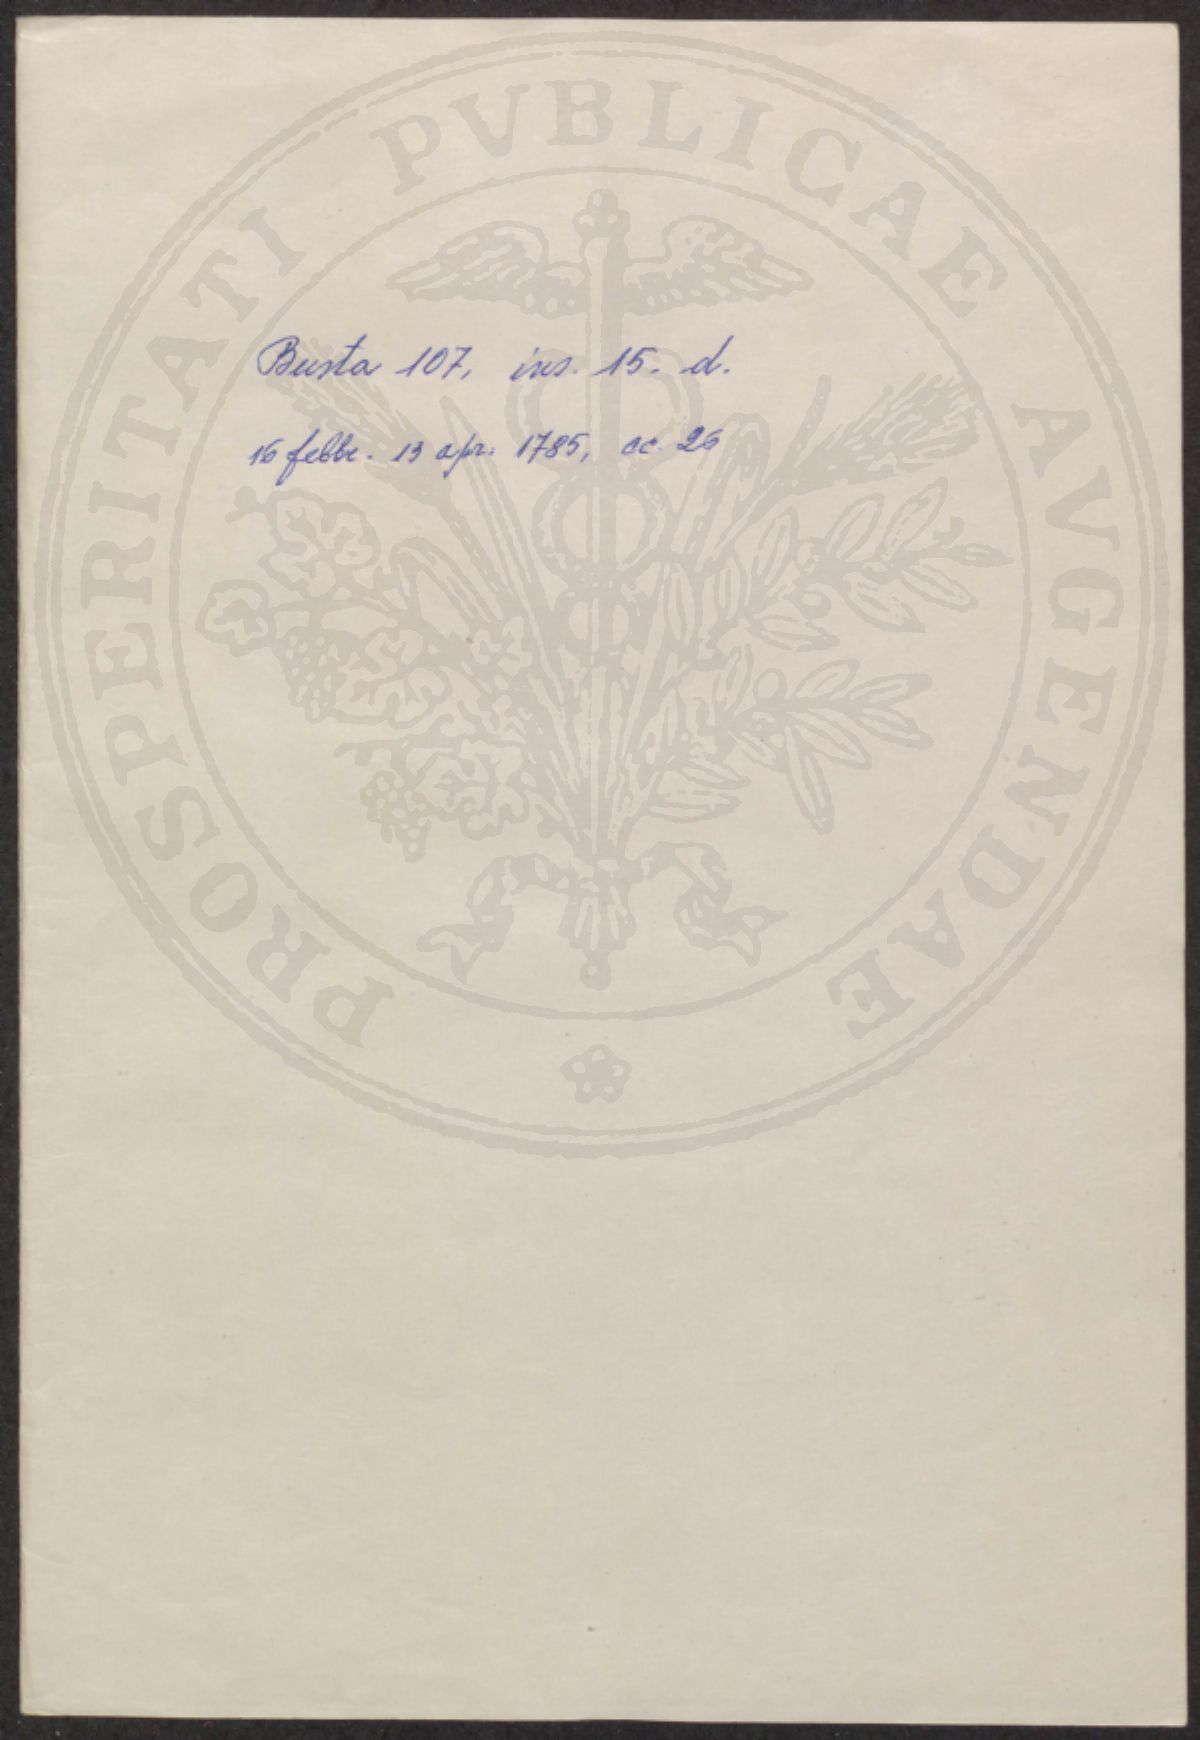 Busta 107, ins. 15. d.
16 febbr. 13 apr. 1785, cc. 26
PROSPERITATI PVBLICAE AVGENDAE